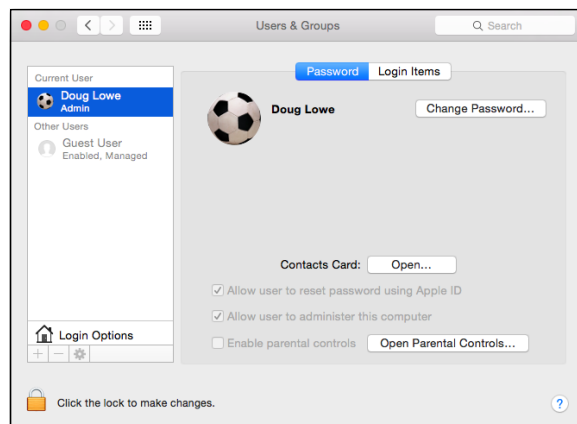 Users & Groups
Search
Current User
Doug Lowe
Admin
Other Users
Guest User
Enabled, Managed
Login Options
Password
Login Items
Doug Lowe
Change Password...
Contacts Card:
Open...
Allow user to reset password using Apple ID
Allow user to administer this computer
Enable parental controls
Open Parental Controls...
Click the lock to make changes.
?